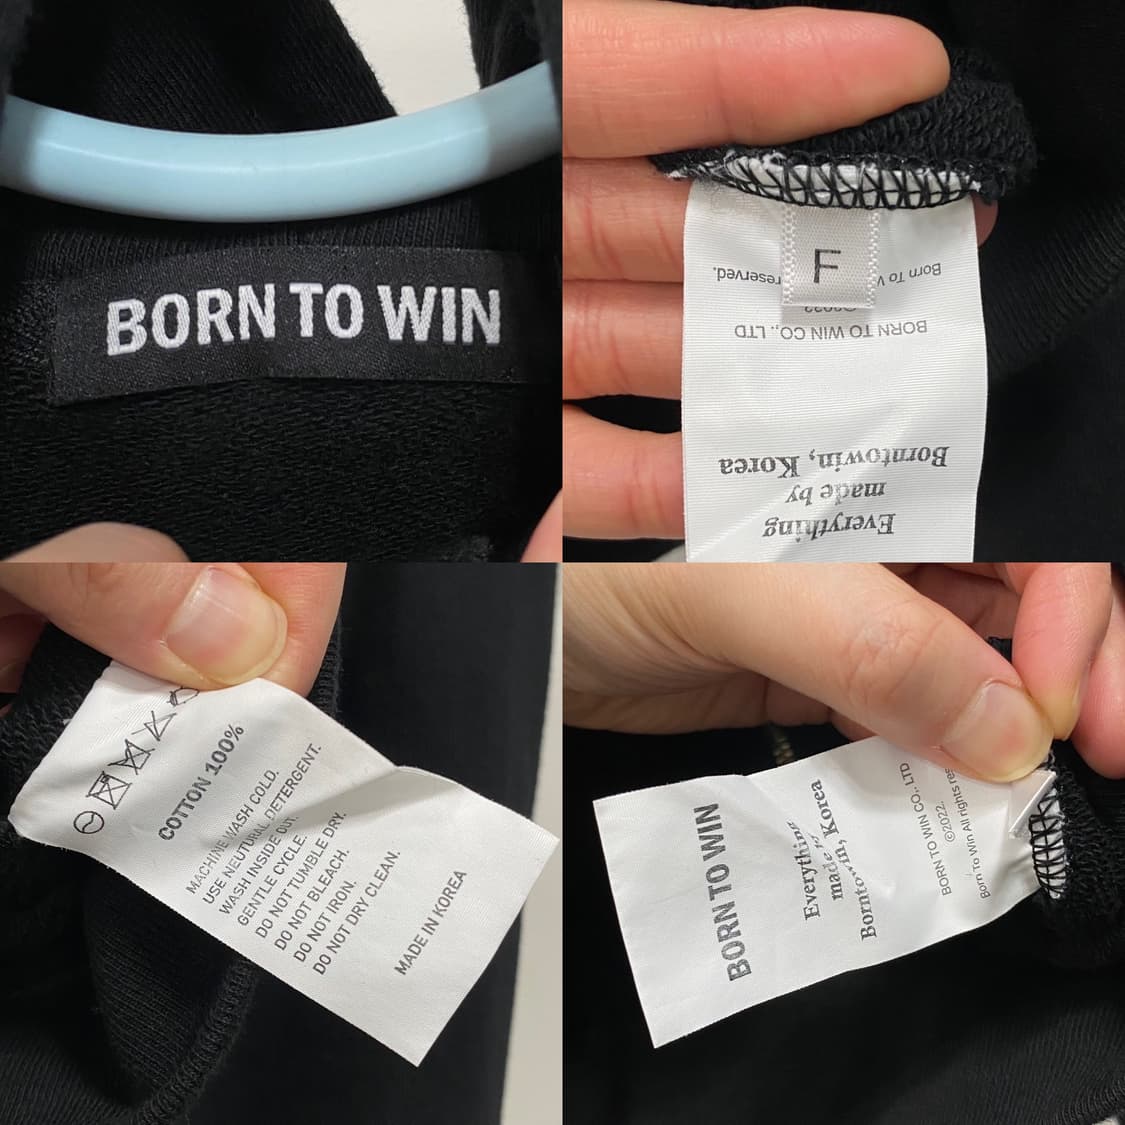 BORN TO WIN
F
Everything
made by
Borntowin, Korea
BORN TO WIN CO., LTD
Born To reserved.
COTTON 100%
MACHINE WASH COLD.
USE NEUTURAL DETERGENT.
WASH INSIDE OUT.
GENTLE CYCLE.
DO NOT TUMBLE DRY.
DO NOT BLEACH.
DO NOT IRON.
DO NOT DRY CLEAN.
MADE IN KOREA
BORN TO WIN
Everything
made
Borntowin, Korea
BORN TO WIN CO., LTD
©2022.
Born to Win All rights